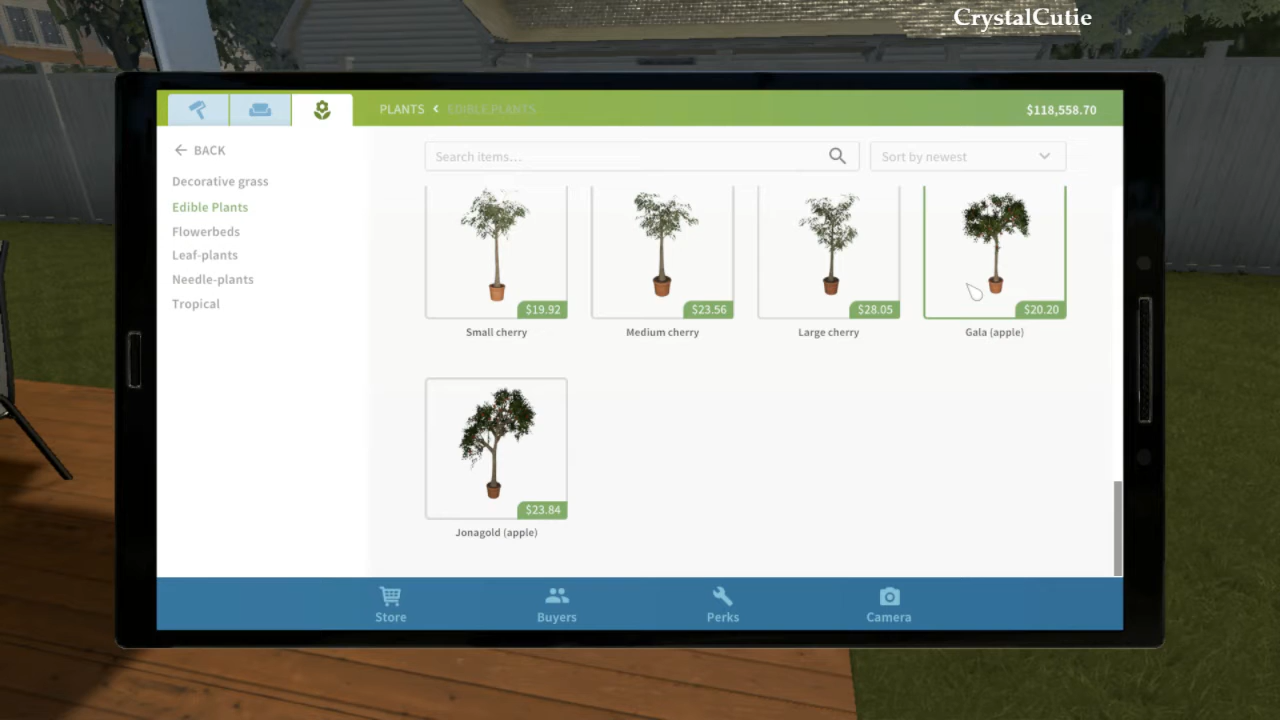 CrystalCutie
PLANTS < EDIBLE PLANTS
$118,558.70
BACK
Search items...
Sort by newest
Decorative grass
Edible Plants
Flowerbeds
Leaf-plants
Needle-plants
Tropical
$19.92
$23.56
$28.05
$20.20
Small cherry
Medium cherry
Large cherry
Gala (apple)
$23.84
Jonagold (apple)
Store
Buyers
Perks
Camera